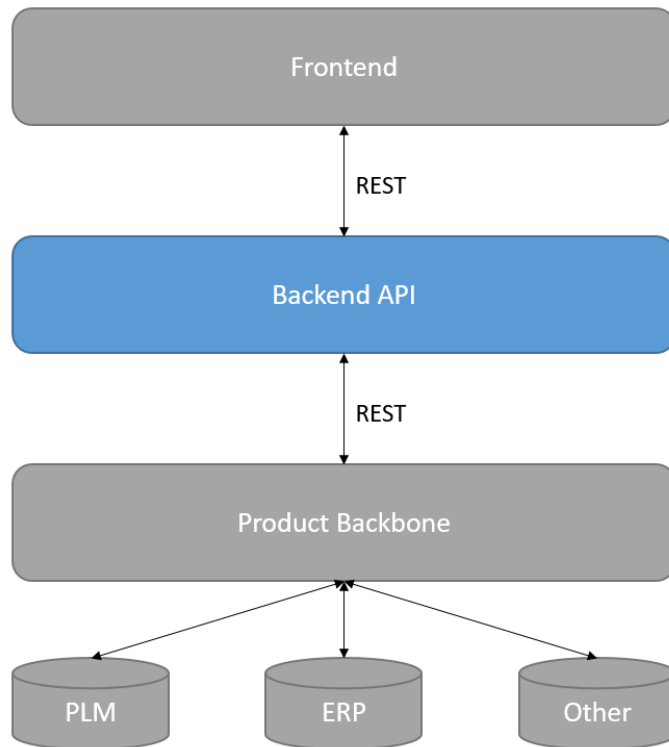 Frontend
REST
Backend API
REST
Product Backbone
PLM
ERP
Other